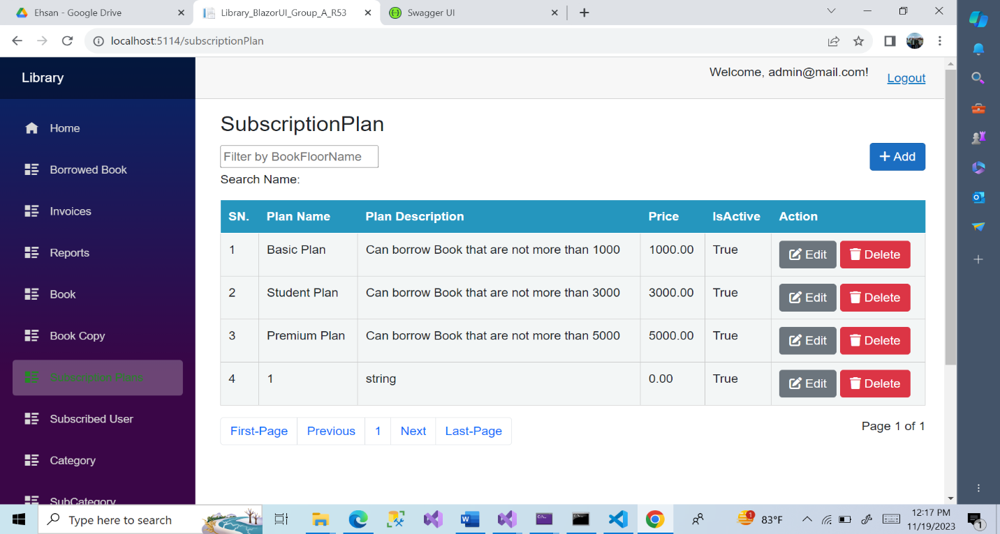 Ehsan - Google Drive
Library_BlazorUI_Group_A_R53
Swagger UI
localhost:5114/subscriptionPlan
Library
Welcome, admin@mail.com!
Logout
Home
Borrowed Book
Invoices
Reports
Book
Book Copy
Subscription Plans
Subscribed User
Category
SubCategory
SubscriptionPlan
Filter by BookFloorName
Add
Search Name:
SN. Plan Name Plan Description Price IsActive Action
1 Basic Plan Can borrow Book that are not more than 1000 1000.00 True Edit Delete
2 Student Plan Can borrow Book that are not more than 3000 3000.00 True Edit Delete
3 Premium Plan Can borrow Book that are not more than 5000 5000.00 True Edit Delete
4 1 string 0.00 True Edit Delete
First-Page Previous 1 Next Last-Page
Page 1 of 1
Type here to search
1
83°F
12:17 PM
11/19/2023
1